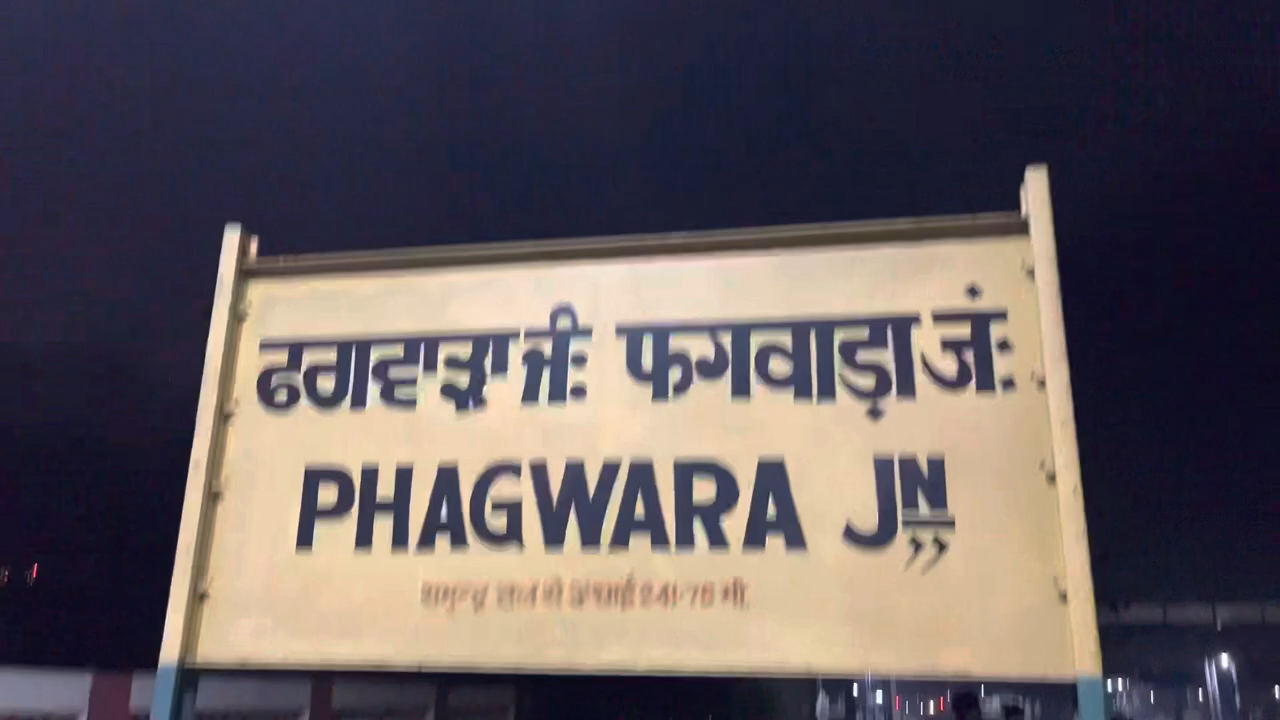 ਫਗਵਾੜਾ ਜੰ: फगवाड़ा जं:
PHAGWARA JN
समुन्द्र तल से ऊंचाई 241.76 मी.